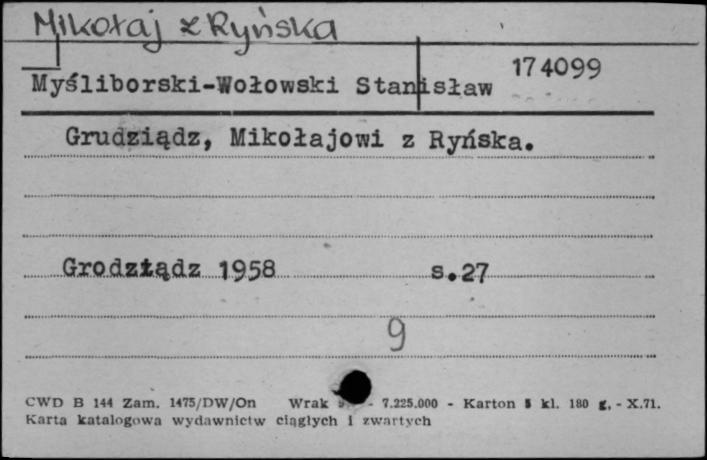 Mikołaj z Ryńska
174099
Myśliborski-Wołowski Stanisław
Grudziądz, Mikołajowi z Ryńska.
Grodztądz 1958 s.27
9
CWD B 144 Zam. 1475/DW/On Wrak - 7.225.000 - Karton kl. 180 g. - X.71.
Karta katalogowa wydawnictw ciągłych i zwartych